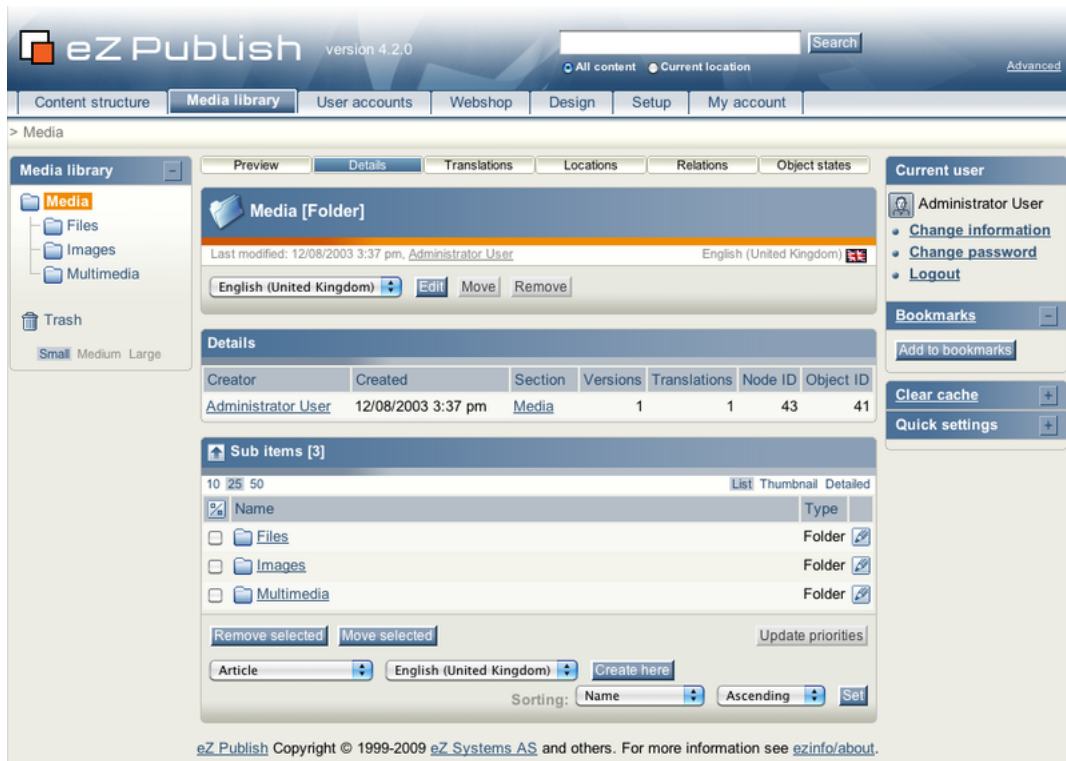 eZ Publish version 4.2.0
Search
All content Current location
Advanced
Content structure Media library User accounts Webshop Design Setup My account
> Media
Media library
Media
Files
Images
Multimedia
Trash
Small Medium Large
Preview Details Translations Locations Relations Object states
Media [Folder]
Last modified: 12/08/2003 3:37 pm, Administrator User English (United Kingdom)
English (United Kingdom) Edit Move Remove
Details
Creator Created Section Versions Translations Node ID Object ID
Administrator User 12/08/2003 3:37 pm Media 1 1 43 41
Sub items [3]
10 25 50 List Thumbnail Detailed
Name Type
Files Folder
Images Folder
Multimedia Folder
Remove selected Move selected Update priorities
Article English (United Kingdom) Create here
Sorting: Name Ascending Set
Current user
Administrator User
Change information
Change password
Logout
Bookmarks
Add to bookmarks
Clear cache
Quick settings
eZ Publish Copyright © 1999-2009 eZ Systems AS and others. For more information see ezinfo/about.